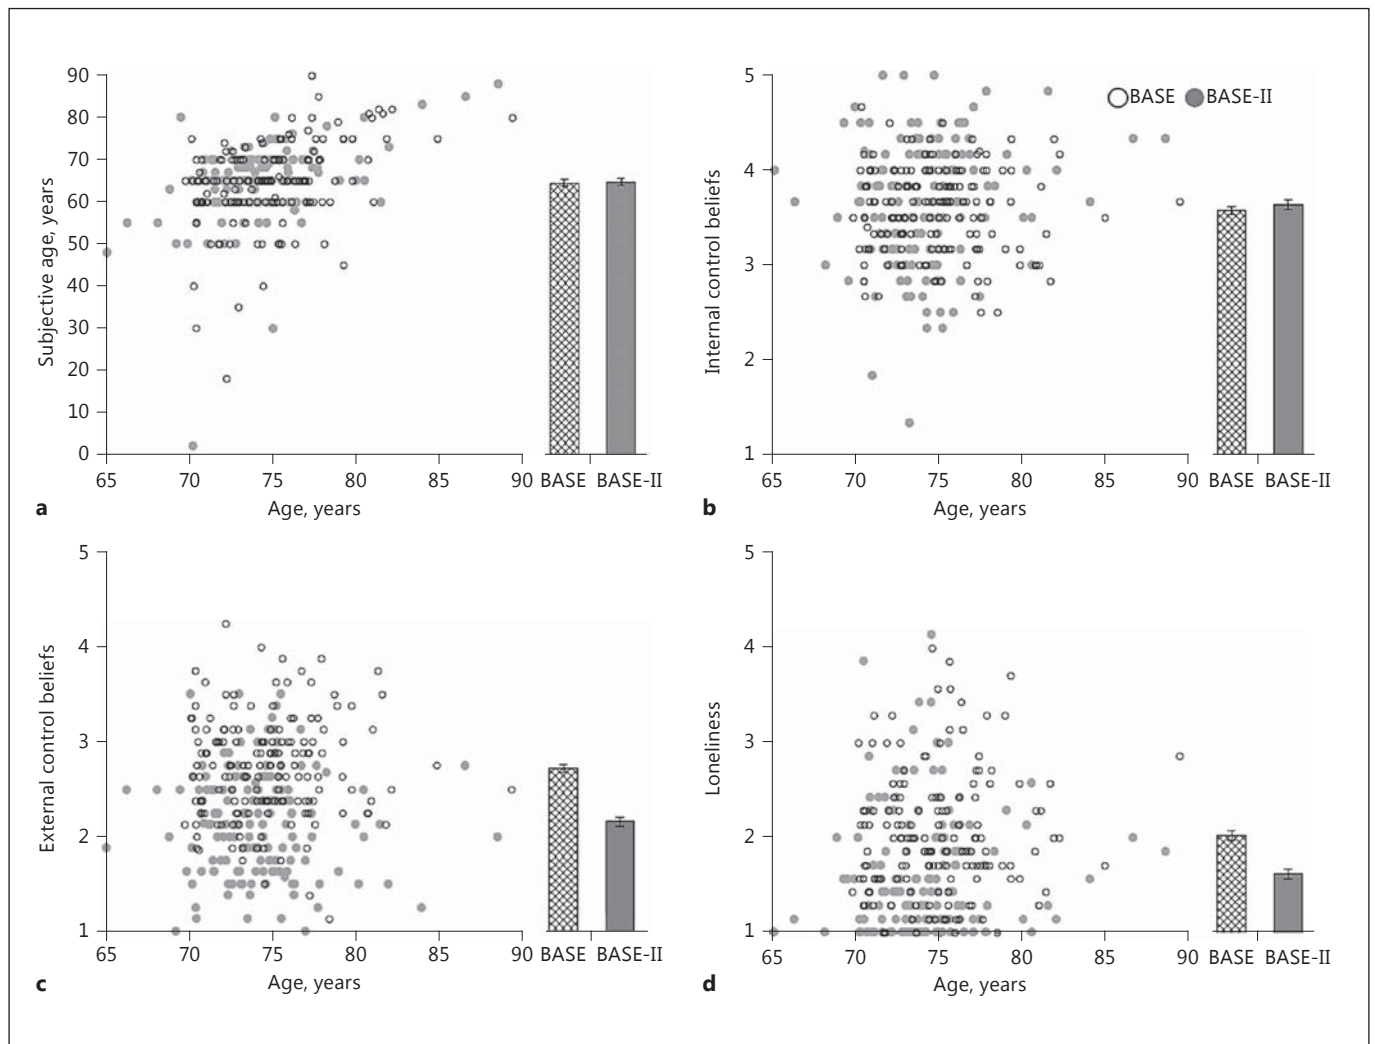 90
80
70
60
50
40
30
20
10
0
Subjective age, years
65 70 75 80 85 90 BASE BASE-II
a
Age, years
5
4
3
2
1
Internal control beliefs
BASE BASE-II
65 70 75 80 85 90 BASE BASE-II
b
Age, years
5
4
3
2
1
External control beliefs
65 70 75 80 85 90 BASE BASE-II
c
Age, years
5
4
3
2
1
Loneliness
65 70 75 80 85 90 BASE BASE-II
d
Age, years